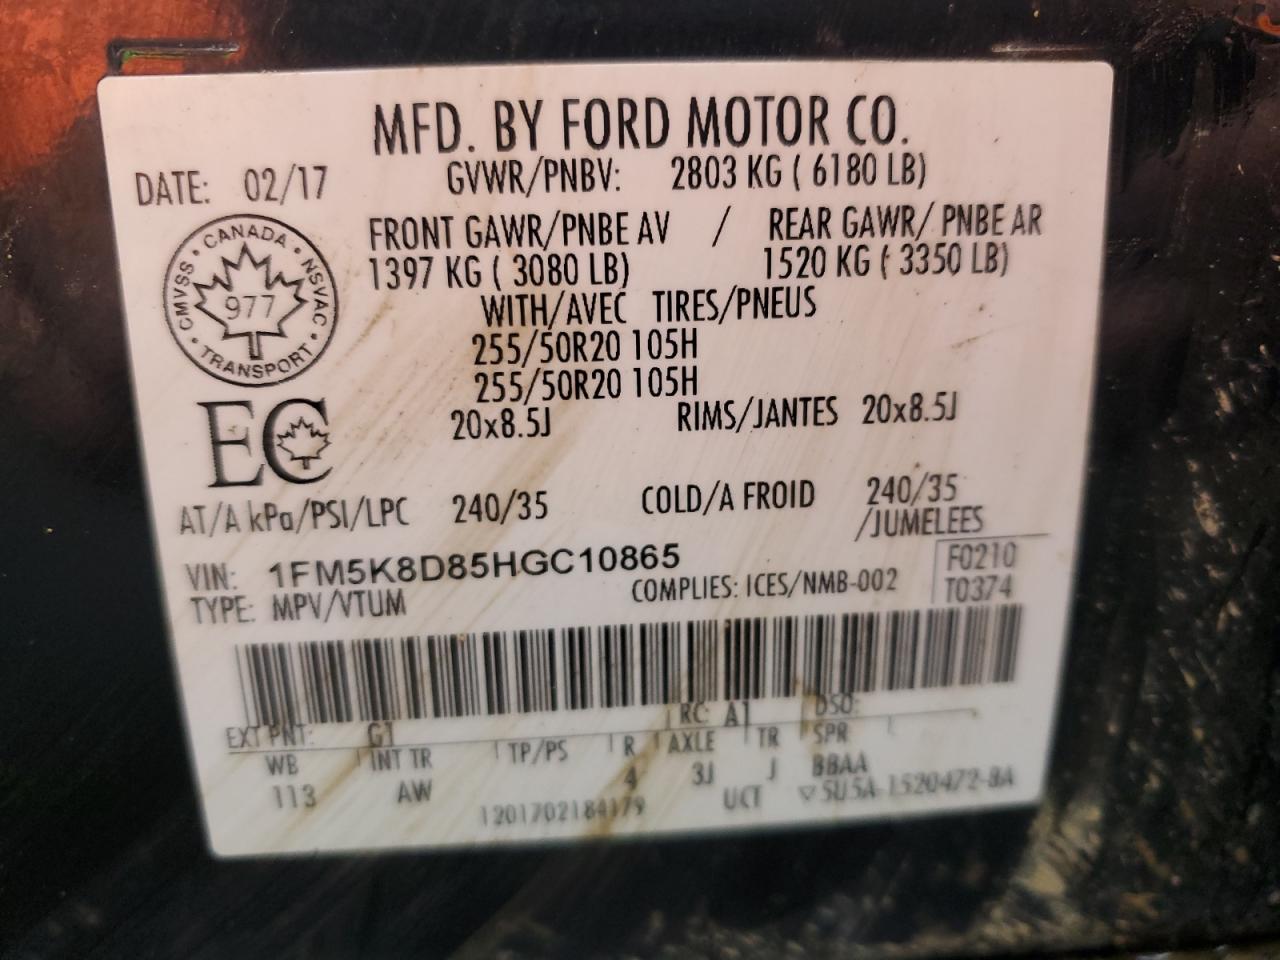 MFD. BY FORD MOTOR CO.
DATE: 02/17 GVWR/PNBV: 2803 KG ( 6180 LB)
FRONT GAWR/PNBE AV / REAR GAWR/ PNBE AR
1397 KG ( 3080 LB) 1520 KG ( 3350 LB)
WITH/AVEC TIRES/PNEUS
255/50R20 105H
255/50R20 105H
20x8.5J RIMS/JANTES 20x8.5J
CANADA
CMVSS • NSVAC
977
TRANSPORT
EC
AT/A kPa/PSI/LPC 240/35 COLD/A FROID 240/35
/JUMELEES
VIN: 1FM5K8D85HGC10865
F0210
TYPE: MPV/VTUM COMPLIES: ICES/NMB-002
T0374
EXT PNT: G1 RC: A1 DSO:
WB INT TR TP/PS R AXLE TR SPR
113 AW 4 3J J BBAA
1201702184179 UCT ▽5U5A-1520472-BA